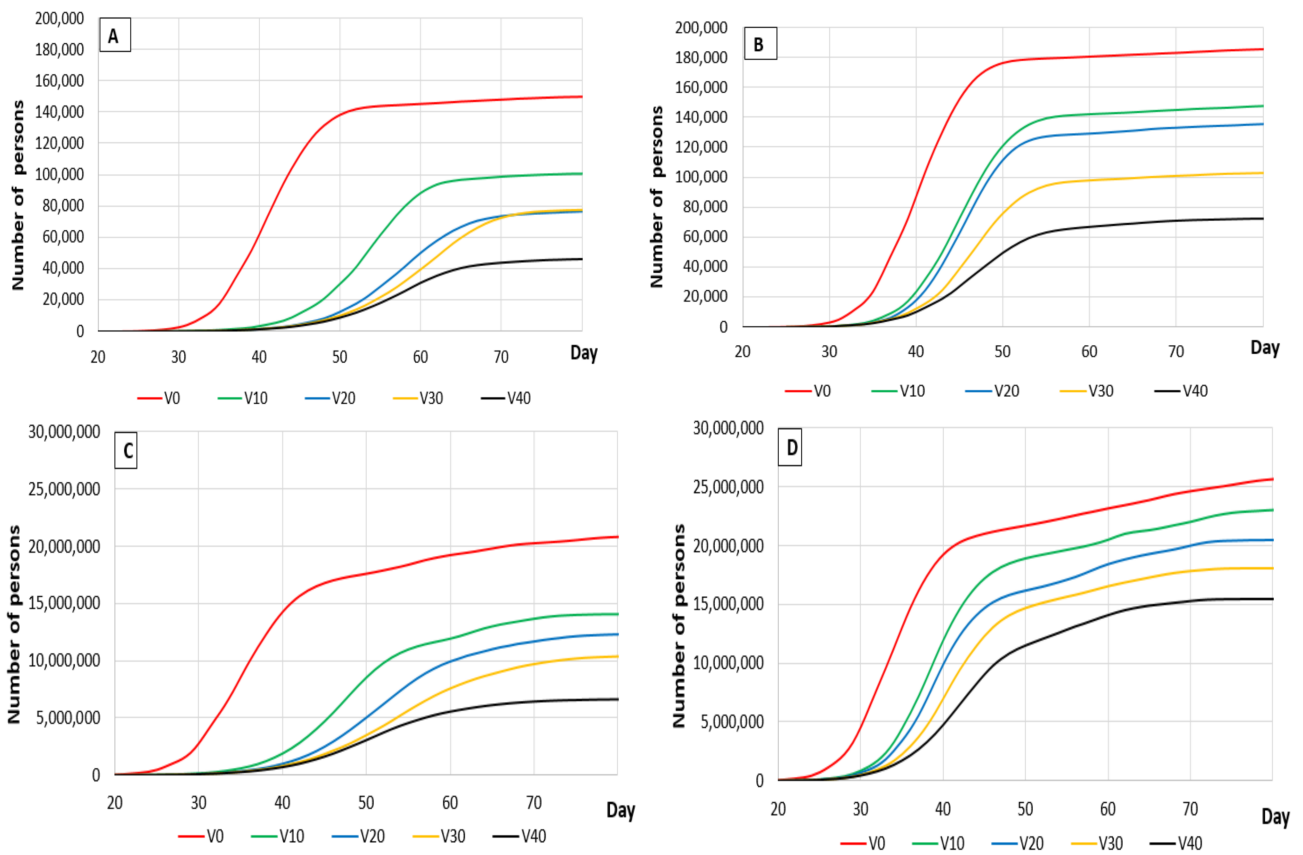 A
Number of persons
200,000
180,000
160,000
140,000
120,000
100,000
80,000
60,000
40,000
20,000
0
20 30 40 50 60 70 Day
V0 V10 V20 V30 V40
B
Number of persons
200,000
180,000
160,000
140,000
120,000
100,000
80,000
60,000
40,000
20,000
0
20 30 40 50 60 70 Day
V0 V10 V20 V30 V40
C
Number of persons
30,000,000
25,000,000
20,000,000
15,000,000
10,000,000
5,000,000
0
20 30 40 50 60 70 Day
V0 V10 V20 V30 V40
D
Number of persons
30,000,000
25,000,000
20,000,000
15,000,000
10,000,000
5,000,000
0
20 30 40 50 60 70 Day
V0 V10 V20 V30 V40